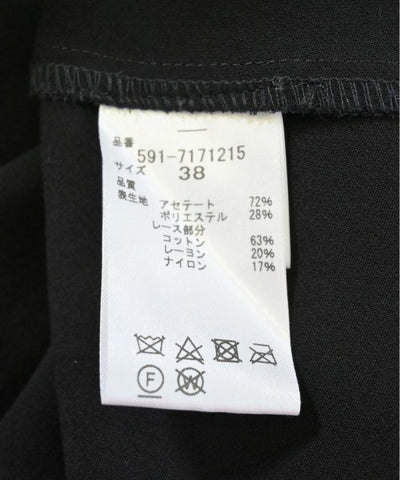 品番
591-7171215
サイズ 38
品質
表生地 アセテート 72%
ポリエステル 28%
レース部分
コットン 63%
レーヨン 20%
ナイロン 17%
F W